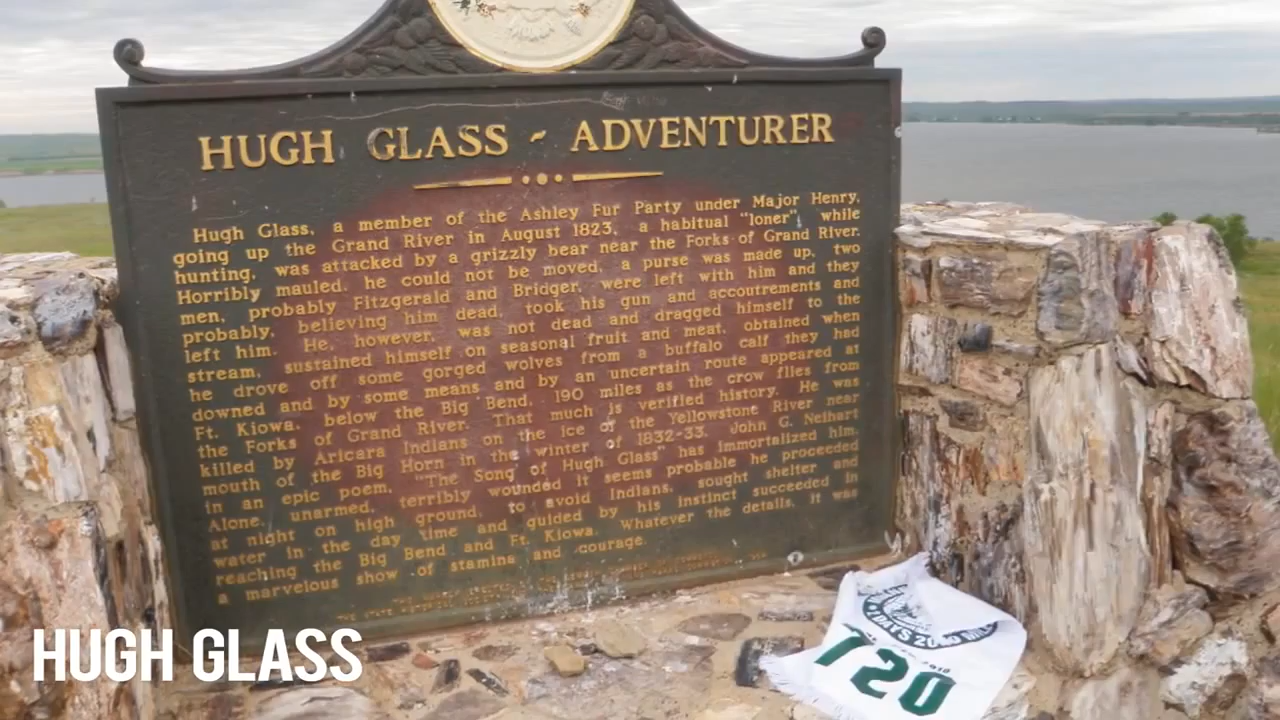 HUGH GLASS - ADVENTURER
Hugh Glass, a member of the Ashley Fur Party under Major Henry,
going up the Grand River in August 1823, a habitual "loner", while
hunting, was attacked by a grizzly bear near the Forks of Grand River.
Horribly mauled, he could not be moved, a purse was made up, two
men, probably Fitzgerald and Bridger, were left with him and they
probably, believing him dead, took his gun and accoutrements and
left him. He, however, was not dead and dragged himself to the
stream, sustained himself on seasonal fruit and meat, obtained when
he drove off some gorged wolves from a buffalo calf they had
downed and by some means and by an uncertain route appeared at
Ft. Kiowa, below the Big Bend, 190 miles as the crow flies from
the Forks of Grand River. That much is verified history. He was
killed by Aricara Indians on the ice of the Yellowstone River near
mouth of the Big Horn in the winter of 1832-33. John G. Neihart
in an epic poem, "The Song of Hugh Glass" has immortalized him.
Alone, unarmed, terribly wounded it seems probable he proceeded
at night on high ground, to avoid Indians, sought shelter and
water in the day time and guided by his instinct succeeded in
reaching the Big Bend and Ft. Kiowa. Whatever the details, it was
a marvelous show of stamina and courage.
THE STATE
7 DAYS 20
720
HUGH GLASS